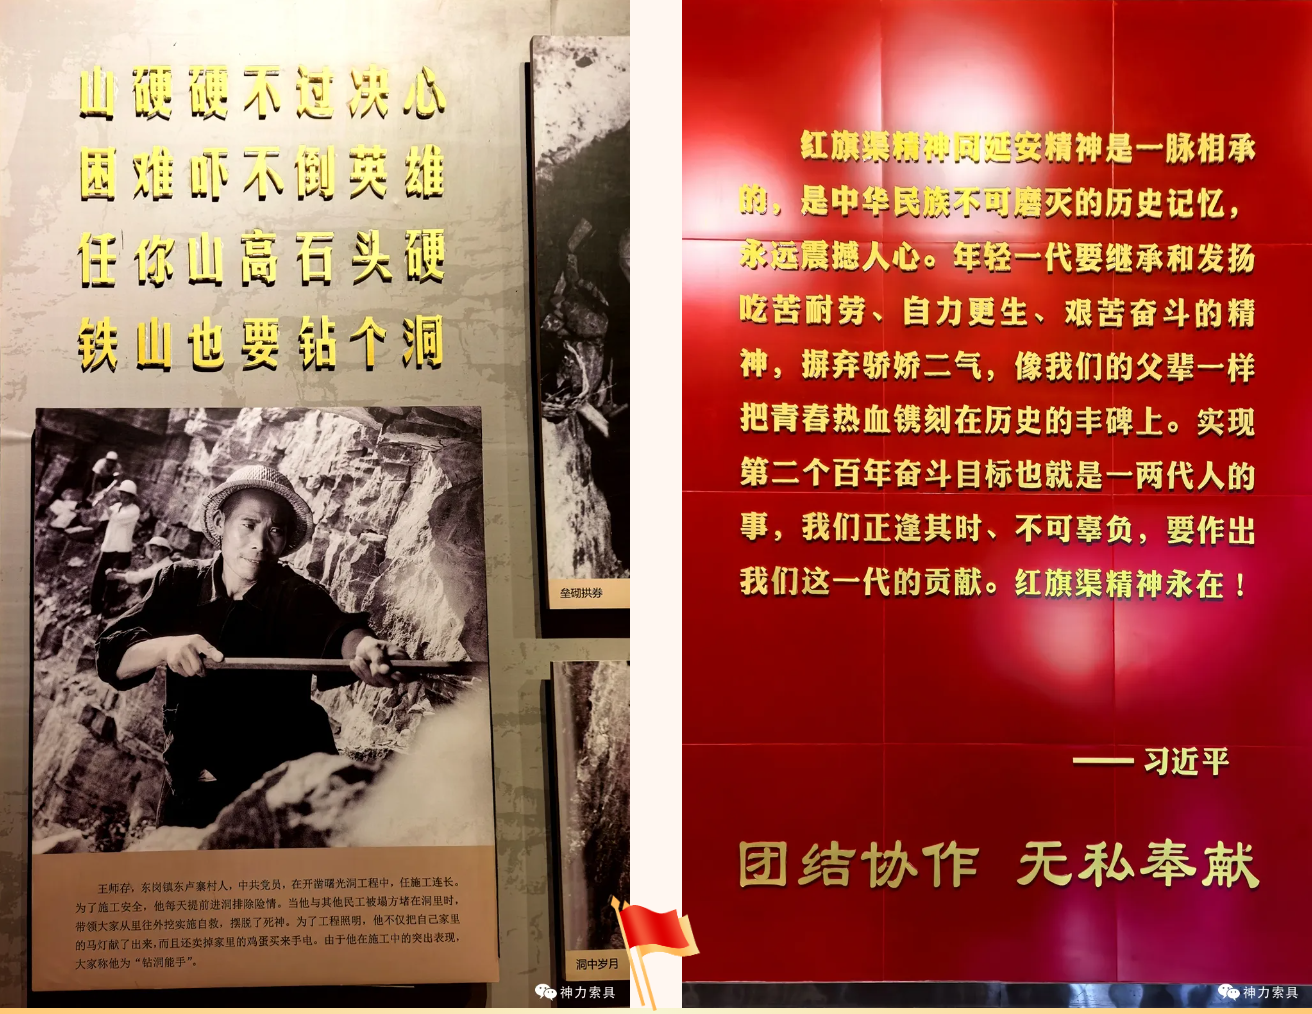 山硬硬不过决心
困难吓不倒英雄
任你山高石头硬
铁山也要钻个洞
王师存，东岗镇东卢寨村人，中共党员，在开凿曙光洞工程中，任施工连长。
为了施工安全，他每天提前进洞排除险情。当他与其他民工被塌方堵在洞里时，
带领大家从里往外挖实施自救，摆脱了死神。为了工程照明，他不仅把自己家里
的马灯献了出来，而且还卖掉家里的鸡蛋买来手电。由于他在施工中的突出表现，
大家称他为“钻洞能手”。
垒砌拱券
洞中岁月
神力索具
红旗渠精神同延安精神是一脉相承
的，是中华民族不可磨灭的历史记忆，
永远震撼人心。年轻一代要继承和发扬
吃苦耐劳、自力更生、艰苦奋斗的精
神，摒弃骄娇二气，像我们的父辈一样
把青春热血镌刻在历史的丰碑上。实现
第二个百年奋斗目标也就是一两代人的
事，我们正逢其时、不可辜负，要作出
我们这一代的贡献。红旗渠精神永在！
——习近平
团结协作 无私奉献
神力索具